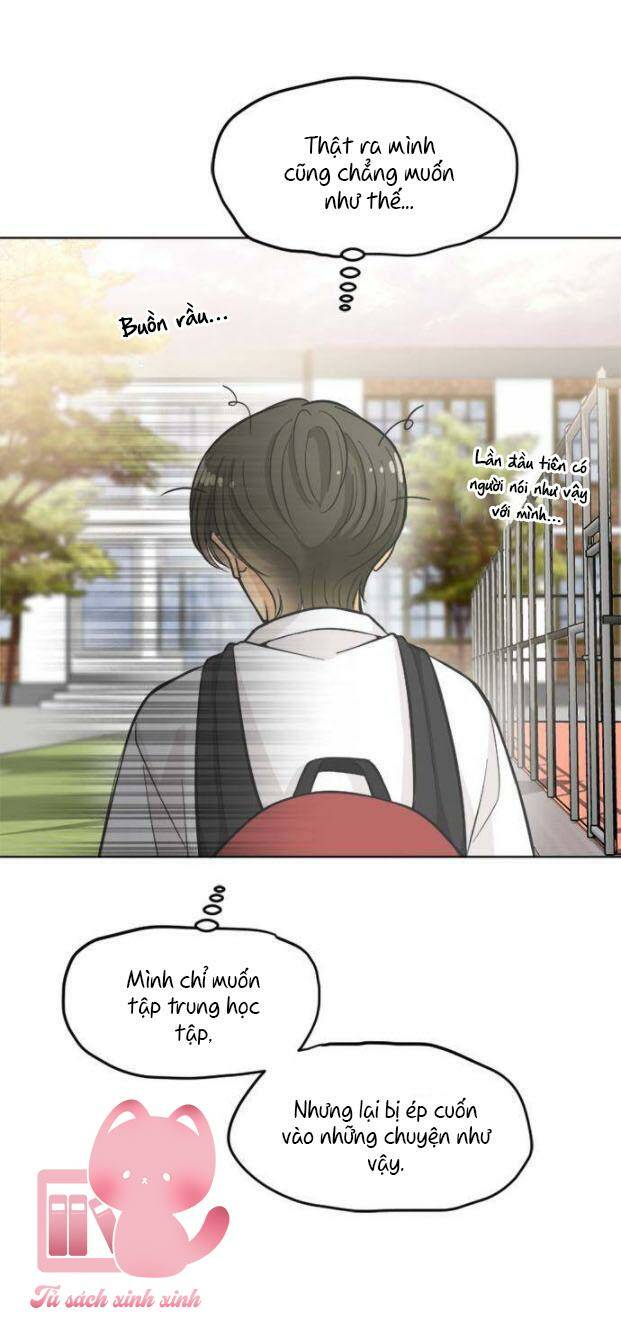 Thật ra mình
cũng chẳng muốn
như thế...
Buồn rầu...
Lần đầu tiên có
người nói như vậy
với mình...
Mình chỉ muốn
tập trung học
tập,
Nhưng lại bị ép cuốn
vào những chuyện như
vậy.
Tủ sách xinh xinh